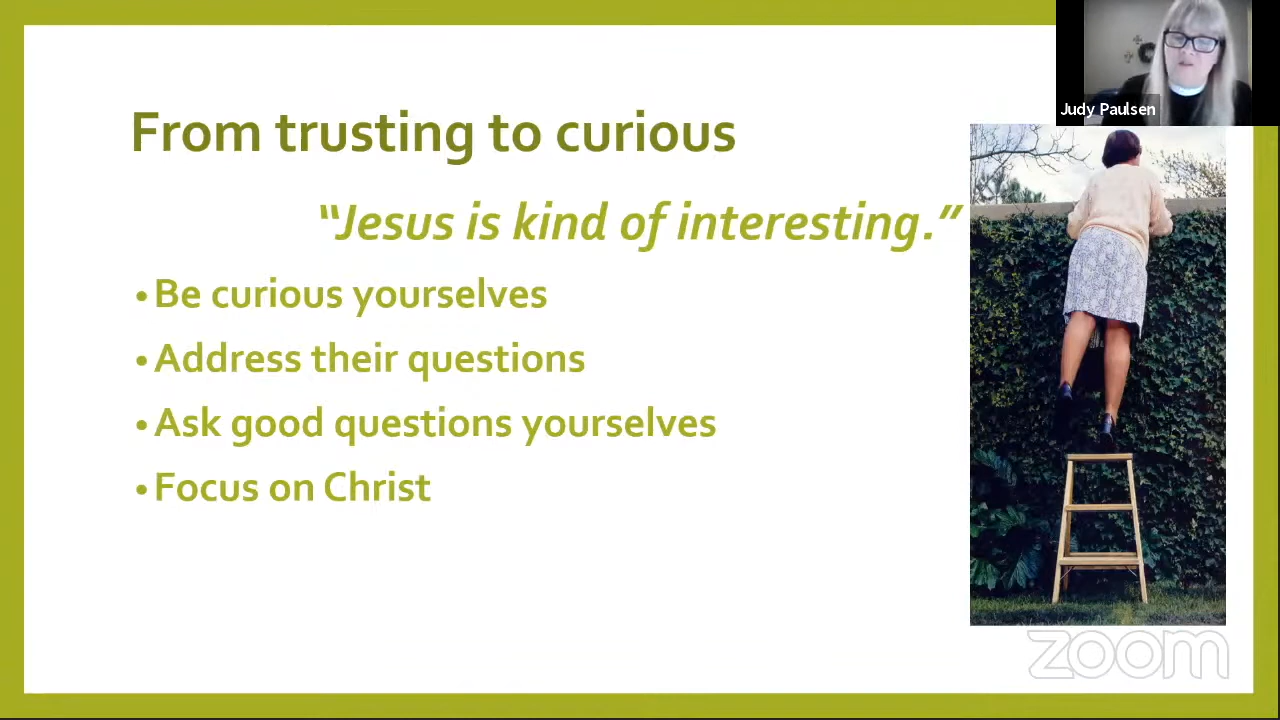 Judy Paulsen
From trusting to curious
“Jesus is kind of interesting.”
•Be curious yourselves
•Address their questions
•Ask good questions yourselves
•Focus on Christ
zoom